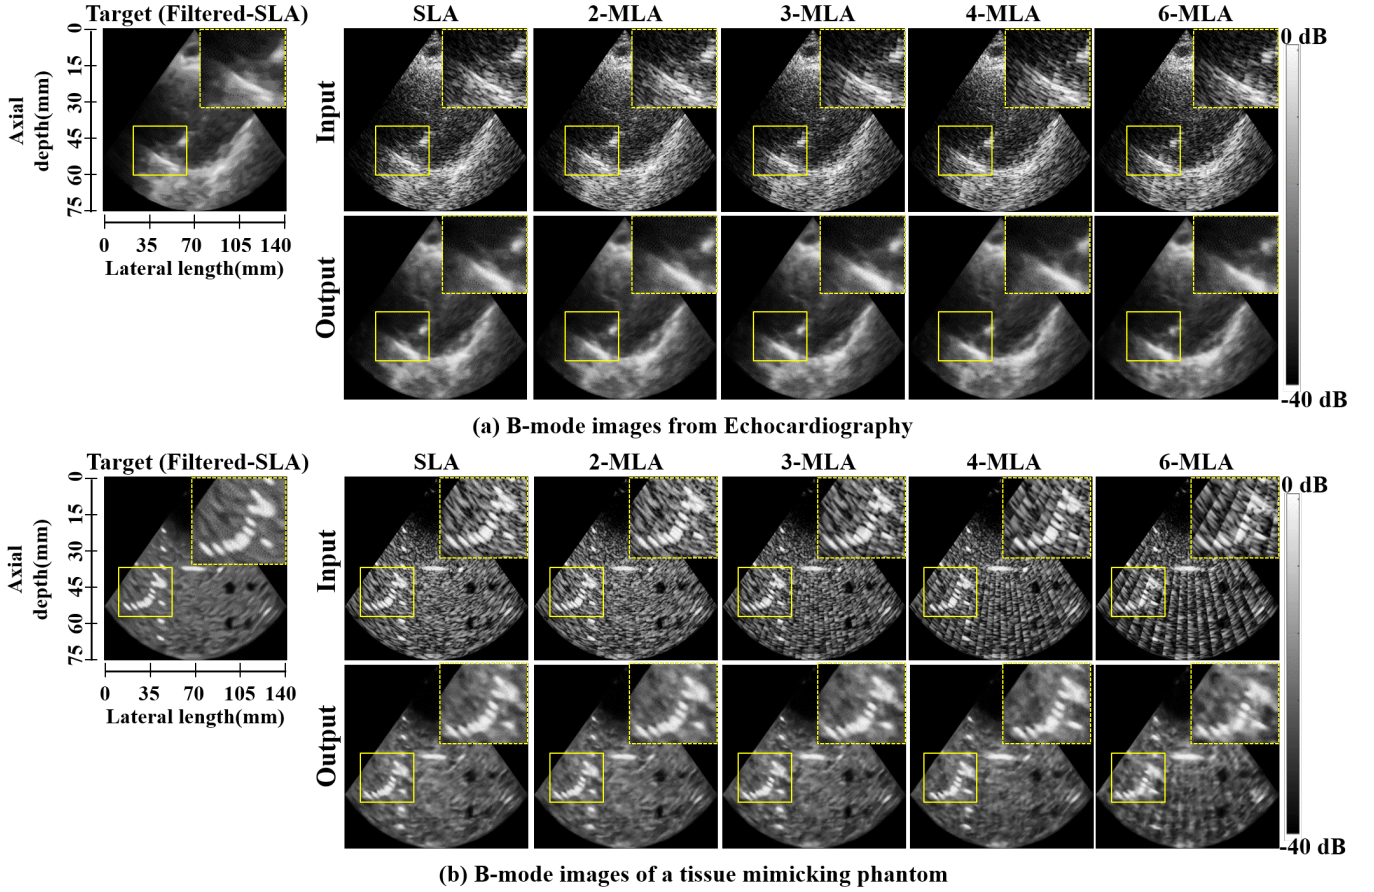 Target (Filtered-SLA) SLA 2-MLA 3-MLA 4-MLA 6-MLA
0 dB
-40 dB
Axial
depth(mm)
0
15
30
45
60
75
0 35 70 105 140
Lateral length(mm)
Input
Output
(a) B-mode images from Echocardiography
Target (Filtered-SLA) SLA 2-MLA 3-MLA 4-MLA 6-MLA
0 dB
-40 dB
Axial
depth(mm)
0
15
30
45
60
75
0 35 70 105 140
Lateral length(mm)
Input
Output
(b) B-mode images of a tissue mimicking phantom